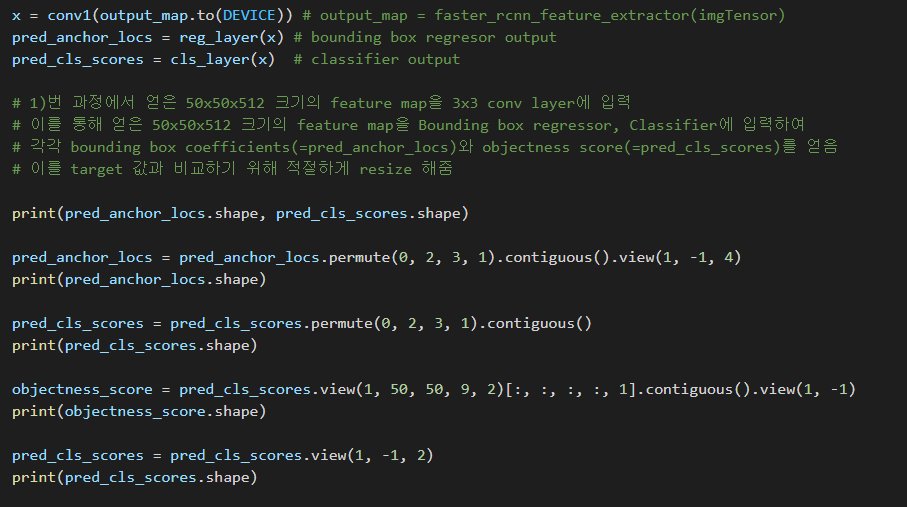 x = conv1(output_map.to(DEVICE)) # output_map = faster_rcnn_feature_extractor(imgTensor)
pred_anchor_locs = reg_layer(x) # bounding box regresor output
pred_cls_scores = cls_layer(x)  # classifier output
# 1)번 과정에서 얻은 50x50x512 크기의 feature map을 3x3 conv layer에 입력
# 이를 통해 얻은 50x50x512 크기의 feature map을 Bounding box regressor, Classifier에 입력하여
# 각각 bounding box coefficients(=pred_anchor_locs)와 objectness score(=pred_cls_scores)를 얻음
# 이를 target 값과 비교하기 위해 적절하게 resize 해줌
print(pred_anchor_locs.shape, pred_cls_scores.shape)
pred_anchor_locs = pred_anchor_locs.permute(0, 2, 3, 1).contiguous().view(1, -1, 4)
print(pred_anchor_locs.shape)
pred_cls_scores = pred_cls_scores.permute(0, 2, 3, 1).contiguous()
print(pred_cls_scores.shape)
objectness_score = pred_cls_scores.view(1, 50, 50, 9, 2)[:, :, :, :, 1].contiguous().view(1, -1)
print(objectness_score.shape)
pred_cls_scores = pred_cls_scores.view(1, -1, 2)
print(pred_cls_scores.shape)